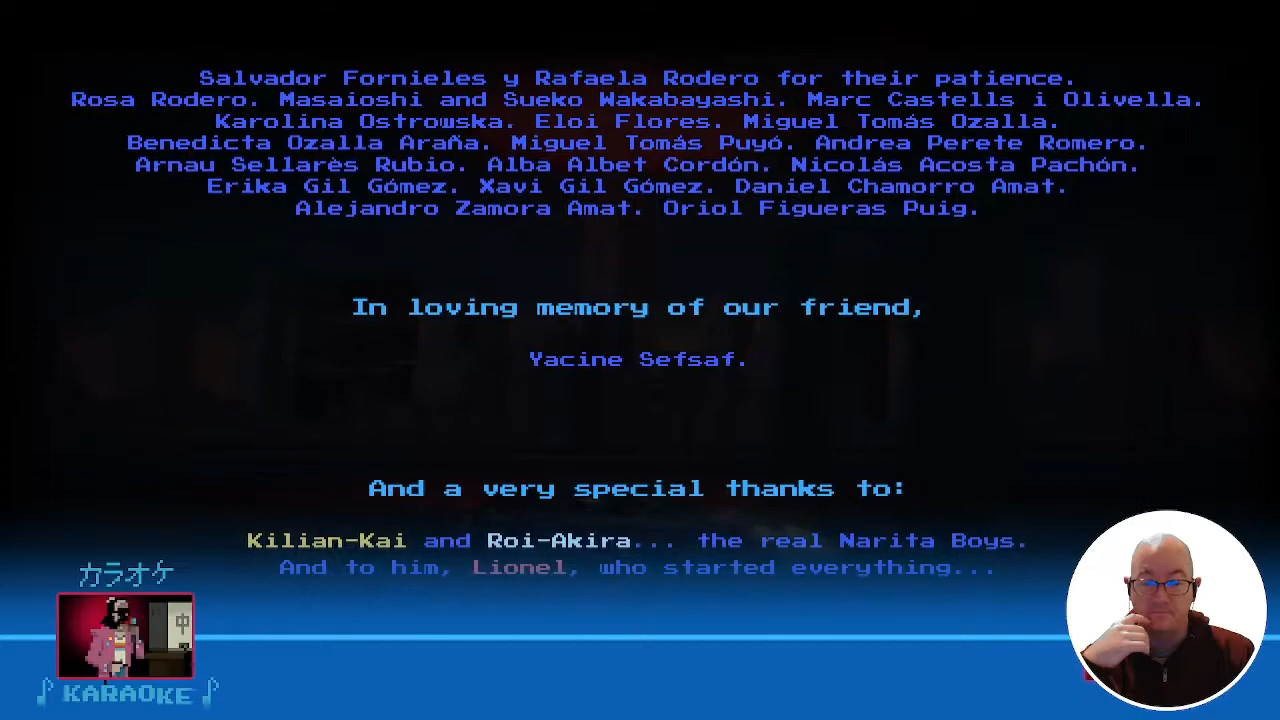 Salvador Fornieles y Rafaela Rodero for their patience.
Rosa Rodero. Masaioshi and Sueko Wakabayashi. Marc Castells i Olivella.
Karolina Ostrowska. Eloi Flores. Miguel Tomás Ozalla.
Benedicta Ozalla Araña. Miguel Tomás Puyó. Andrea Perete Romero.
Arnau Sellarès Rubio. Alba Albet Cordón. Nicolás Acosta Pachón.
Erika Gil Gómez. Xavi Gil Gómez. Daniel Chamorro Amat.
Alejandro Zamora Amat. Oriol Figueras Puig.
In loving memory of our friend,
Yacine Sefsaf.
And a very special thanks to:
Kilian-Kai and Roi-Akira... the real Narita Boys.
And to him, Lionel, who started everything...
カラオケ
中
♪ KARAOKE ♪